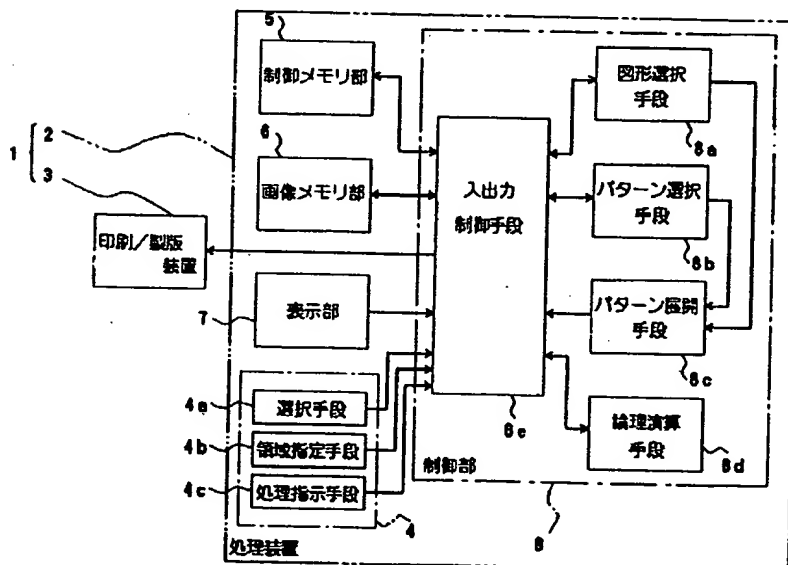 5
制御メモリ部
図形選択
手段
8a
1
2
3
6
画像メモリ部
入出力
制御手段
パターン選択
手段
8b
印刷/製版
装置
7
表示部
パターン展開
手段
8c
4a
選択手段
8e
4b
領域指定手段
論理演算
手段
8d
制御部
4c
処理指示手段
4
8
処理装置